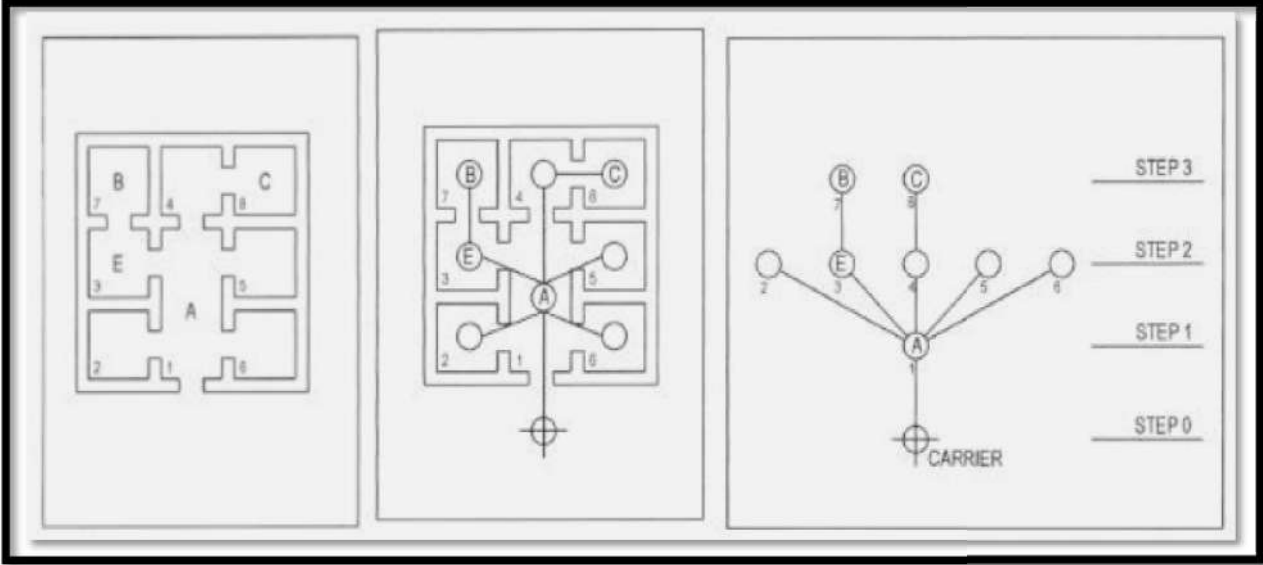 B C
7 4 8
E
3 5
A
2 1 6
B C
7 4
E
3 5
A
2 1 6
B C STEP 3
7 8
E STEP 2
2 3 4 5 6
A STEP 1
1
STEP 0
CARRIER